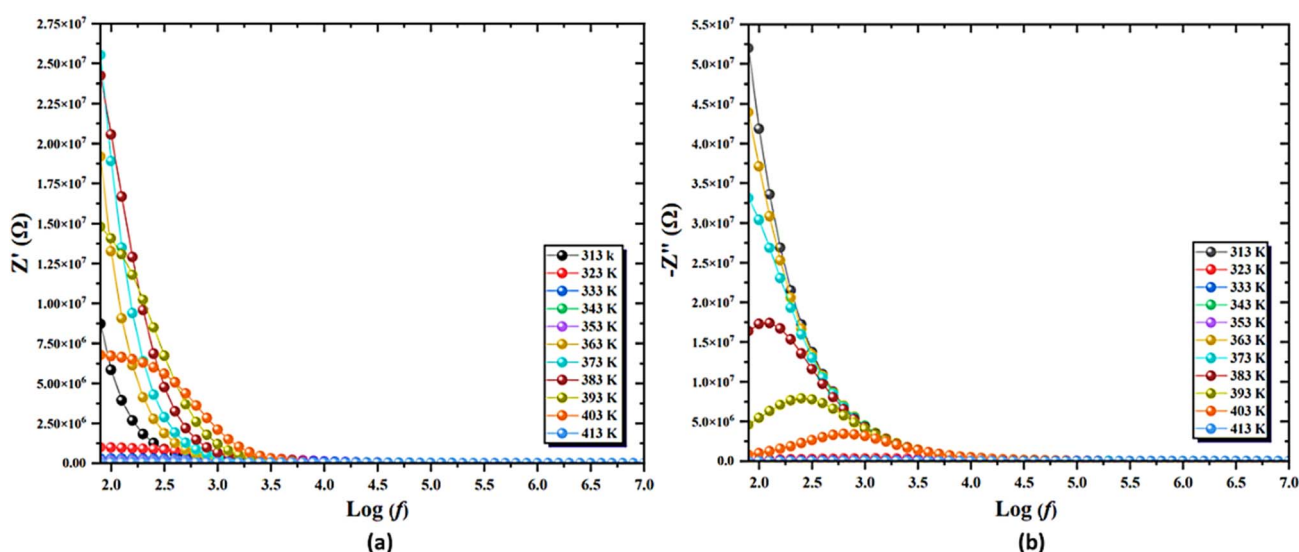 2.75×10⁷
2.50×10⁷
2.25×10⁷
2.00×10⁷
1.75×10⁷
1.50×10⁷
1.25×10⁷
1.00×10⁷
7.50×10⁶
5.00×10⁶
2.50×10⁶
0.00
Z' (Ω)
313 k
323 K
333 K
343 K
353 K
363 K
373 K
383 K
393 K
403 K
413 K
2.0 2.5 3.0 3.5 4.0 4.5 5.0 5.5 6.0 6.5 7.0
Log (f)
(a)
5.5×10⁷
5.0×10⁷
4.5×10⁷
4.0×10⁷
3.5×10⁷
3.0×10⁷
2.5×10⁷
2.0×10⁷
1.5×10⁷
1.0×10⁷
5.0×10⁶
0.0
-Z'' (Ω)
313 K
323 K
333 K
343 K
353 K
363 K
373 K
383 K
393 K
403 K
413 K
2.0 2.5 3.0 3.5 4.0 4.5 5.0 5.5 6.0 6.5 7.0
Log (f)
(b)